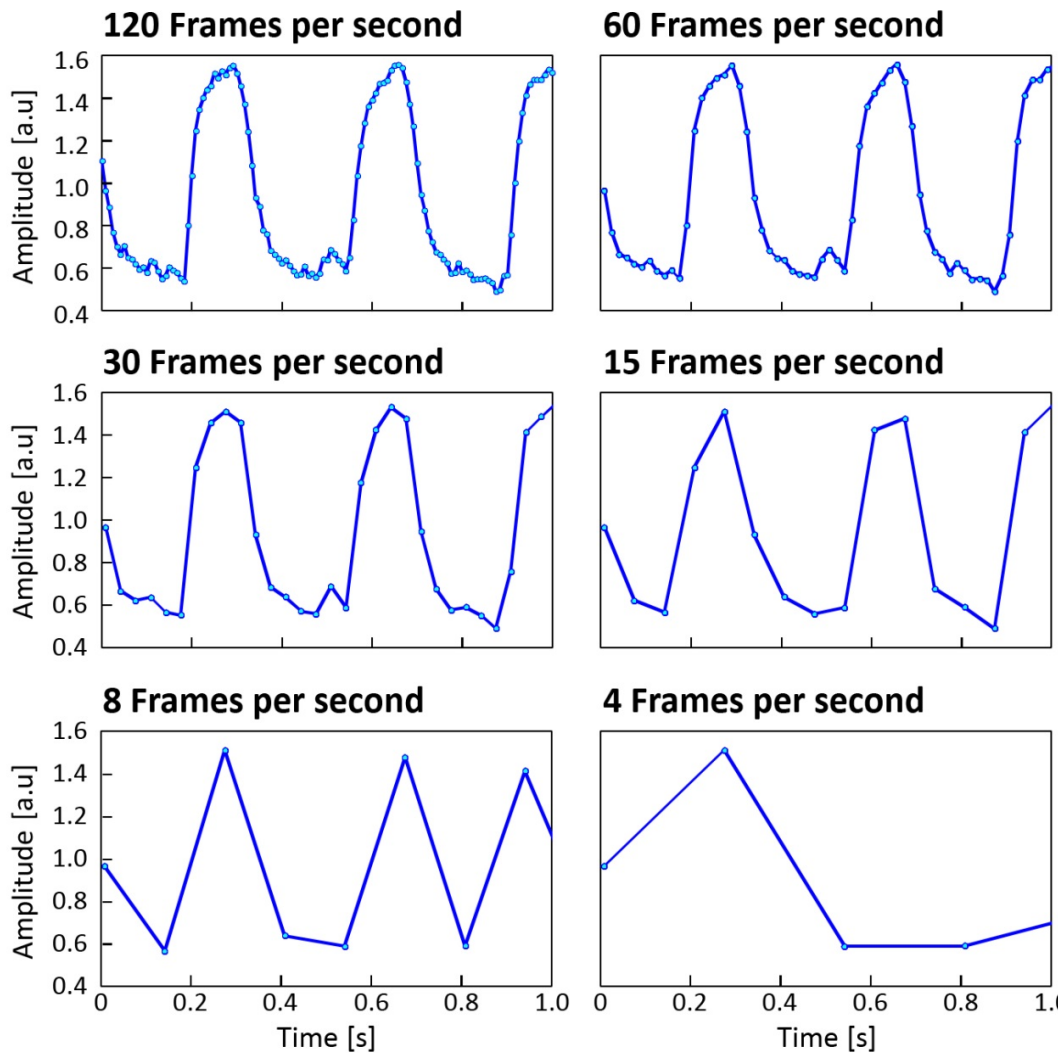 120 Frames per second
60 Frames per second
Amplitude [a.u]
1.6
1.4
1.2
1.0
0.8
0.6
0.4
30 Frames per second
15 Frames per second
Amplitude [a.u]
1.6
1.4
1.2
1.0
0.8
0.6
0.4
8 Frames per second
4 Frames per second
Amplitude [a.u]
1.6
1.4
1.2
1.0
0.8
0.6
0.4
0 0.2 0.4 0.6 0.8 1.0
0 0.2 0.4 0.6 0.8
Time [s]
Time [s]